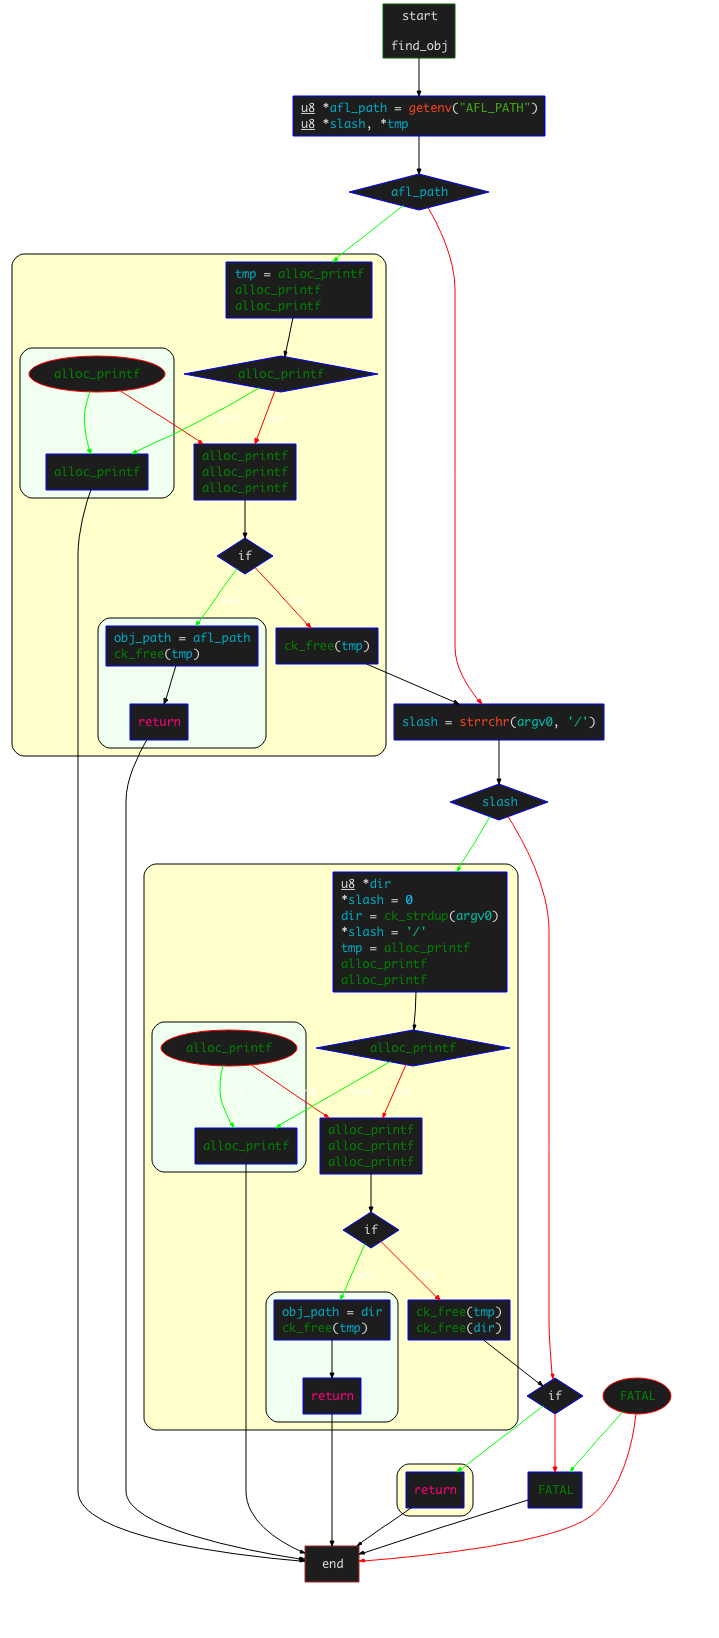 start
find_obj
u8 *afl_path = getenv("AFL_PATH")
u8 *slash, *tmp
afl_path
tmp = alloc_printf
alloc_printf
alloc_printf
alloc_printf
alloc_printf
alloc_printf
alloc_printf
alloc_printf
alloc_printf
if
obj_path = afl_path
ck_free(tmp)
ck_free(tmp)
return
slash = strrchr(argv0, '/')
slash
u8 *dir
*slash = 0
dir = ck_strdup(argv0)
*slash = '/'
tmp = alloc_printf
alloc_printf
alloc_printf
alloc_printf
alloc_printf
alloc_printf
alloc_printf
alloc_printf
alloc_printf
if
obj_path = dir
ck_free(tmp)
ck_free(tmp)
ck_free(dir)
return
if
FATAL
return
FATAL
end